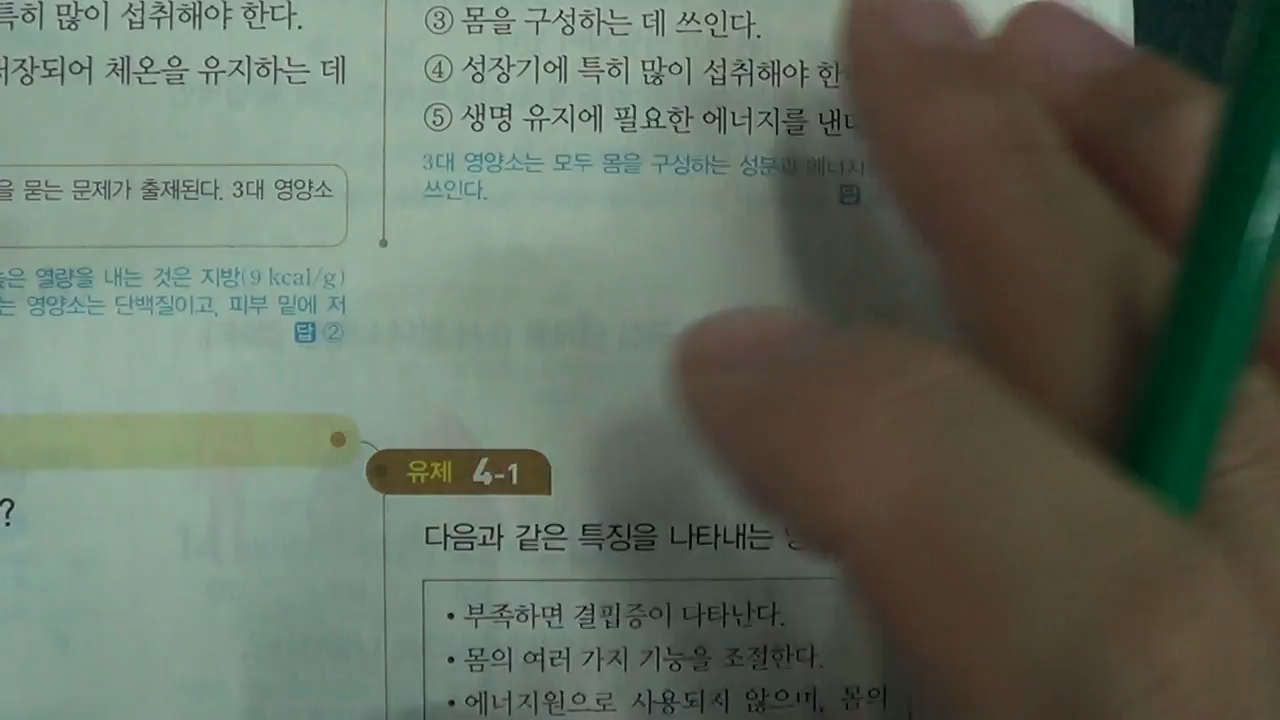 특히 많이 섭취해야 한다.
저장되어 체온을 유지하는 데
을 묻는 문제가 출제된다. 3대 영양소
은 열량을 내는 것은 지방(9 kcal/g)
는 영양소는 단백질이고, 피부 밑에 저
답 ②
?
③ 몸을 구성하는 데 쓰인다.
④ 성장기에 특히 많이 섭취해야 한
⑤ 생명 유지에 필요한 에너지를 낸다
3대 영양소는 모두 몸을 구성하는 성분과 에너지
쓰인다.
답
유제 4-1
다음과 같은 특징을 나타내는
• 부족하면 결핍증이 나타난다.
• 몸의 여러 가지 기능을 조절한다.
• 에너지원으로 사용되지 않으며, 몸의